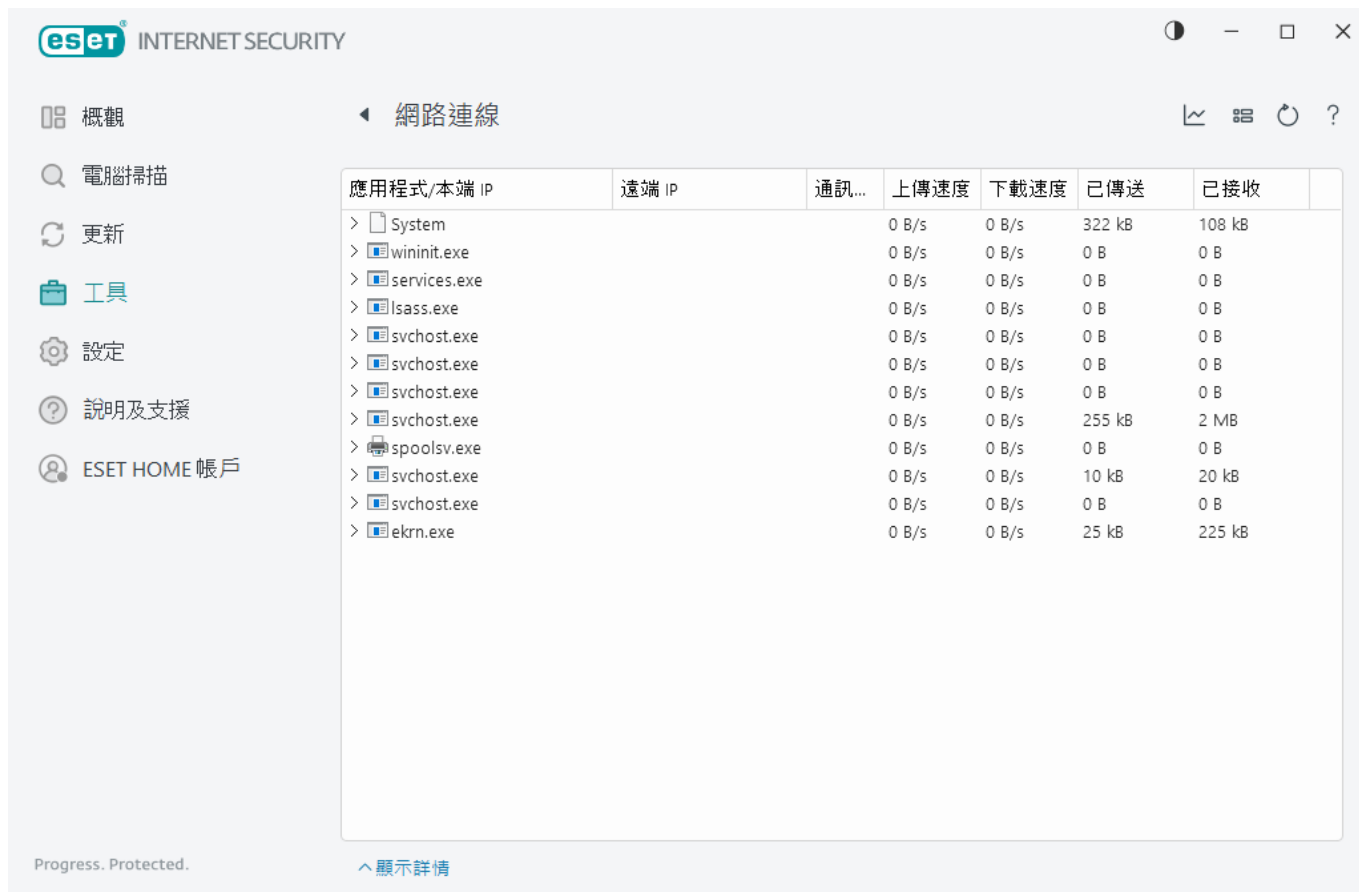 eseT® INTERNET SECURITY
概觀
電腦掃描
更新
工具
設定
說明及支援
ESET HOME 帳戶
網路連線
?
應用程式/本端 IP 遠端 IP 通訊... 上傳速度 下載速度 已傳送 已接收
System 0 B/s 0 B/s 322 kB 108 kB
wininit.exe 0 B/s 0 B/s 0 B 0 B
services.exe 0 B/s 0 B/s 0 B 0 B
lsass.exe 0 B/s 0 B/s 0 B 0 B
svchost.exe 0 B/s 0 B/s 0 B 0 B
svchost.exe 0 B/s 0 B/s 0 B 0 B
svchost.exe 0 B/s 0 B/s 0 B 0 B
svchost.exe 0 B/s 0 B/s 255 kB 2 MB
spoolsv.exe 0 B/s 0 B/s 0 B 0 B
svchost.exe 0 B/s 0 B/s 10 kB 20 kB
svchost.exe 0 B/s 0 B/s 0 B 0 B
ekrn.exe 0 B/s 0 B/s 25 kB 225 kB
Progress. Protected.
顯示詳情